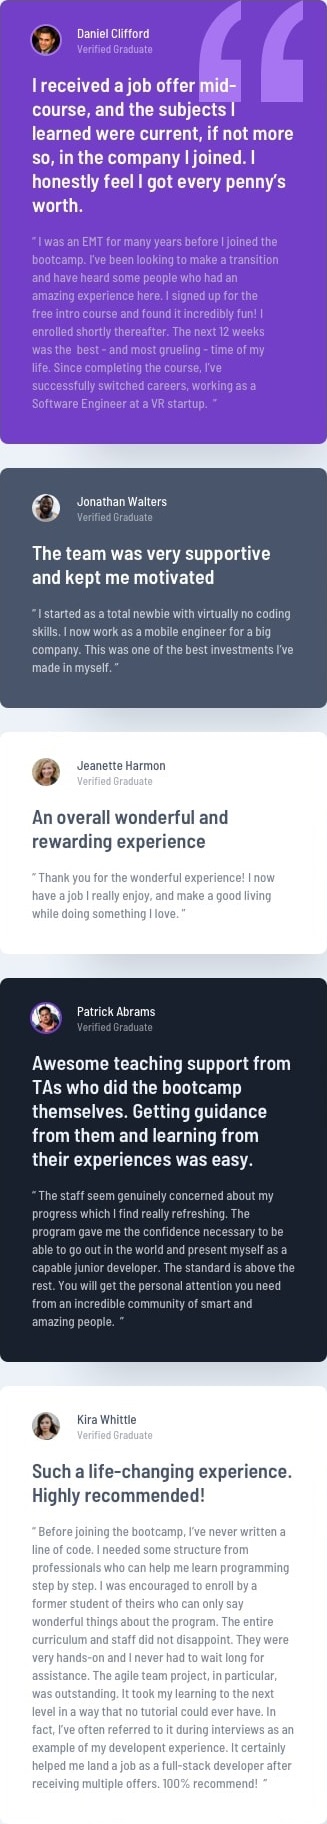 Daniel Clifford
Verified Graduate
I received a job offer mid-
course, and the subjects I
learned were current, if not more
so, in the company I joined. I
honestly feel I got every penny’s
worth.
“ I was an EMT for many years before I joined the
bootcamp. I’ve been looking to make a transition
and have heard some people who had an
amazing experience here. I signed up for the
free intro course and found it incredibly fun! I
enrolled shortly thereafter. The next 12 weeks
was the  best - and most grueling - time of my
life. Since completing the course, I’ve
successfully switched careers, working as a
Software Engineer at a VR startup.  ”
Jonathan Walters
Verified Graduate
The team was very supportive
and kept me motivated
“ I started as a total newbie with virtually no coding
skills. I now work as a mobile engineer for a big
company. This was one of the best investments I’ve
made in myself. ”
Jeanette Harmon
Verified Graduate
An overall wonderful and
rewarding experience
“ Thank you for the wonderful experience! I now
have a job I really enjoy, and make a good living
while doing something I love. ”
Patrick Abrams
Verified Graduate
Awesome teaching support from
TAs who did the bootcamp
themselves. Getting guidance
from them and learning from
their experiences was easy.
“ The staff seem genuinely concerned about my
progress which I find really refreshing. The
program gave me the confidence necessary to be
able to go out in the world and present myself as a
capable junior developer. The standard is above the
rest. You will get the personal attention you need
from an incredible community of smart and
amazing people.  ”
Kira Whittle
Verified Graduate
Such a life-changing experience.
Highly recommended!
“ Before joining the bootcamp, I’ve never written a
line of code. I needed some structure from
professionals who can help me learn programming
step by step. I was encouraged to enroll by a
former student of theirs who can only say
wonderful things about the program. The entire
curriculum and staff did not disappoint. They were
very hands-on and I never had to wait long for
assistance. The agile team project, in particular,
was outstanding. It took my learning to the next
level in a way that no tutorial could ever have. In
fact, I’ve often referred to it during interviews as an
example of my developent experience. It certainly
helped me land a job as a full-stack developer after
receiving multiple offers. 100% recommend!  ”